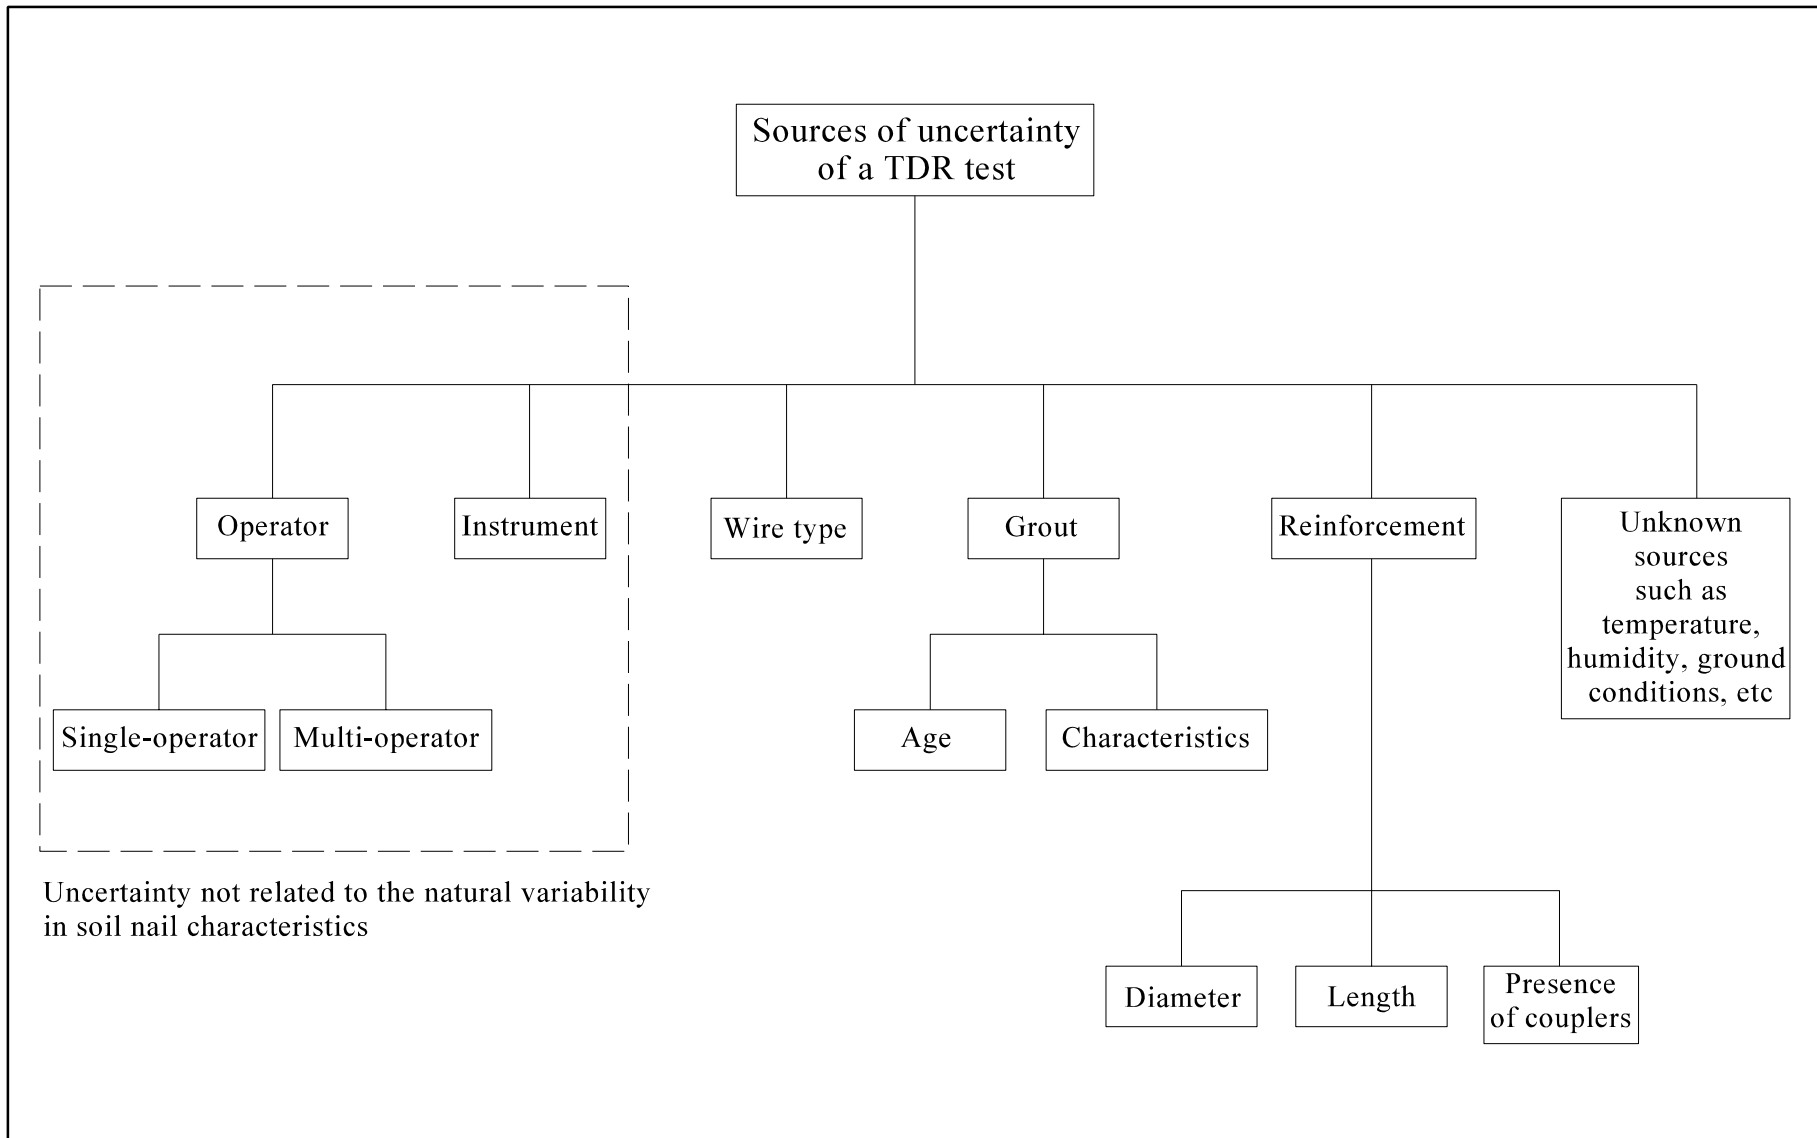 Sources of uncertainty
of a TDR test
Operator
Instrument
Wire type
Grout
Reinforcement
Unknown
sources
such as
temperature,
humidity, ground
conditions, etc
Single-operator
Multi-operator
Age
Characteristics
Uncertainty not related to the natural variability
in soil nail characteristics
Diameter
Length
Presence
of couplers